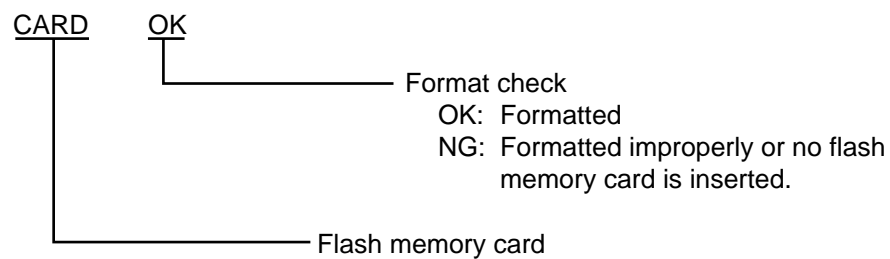 CARD OK
Format check
OK: Formatted
NG: Formatted improperly or no flash
memory card is inserted.
Flash memory card